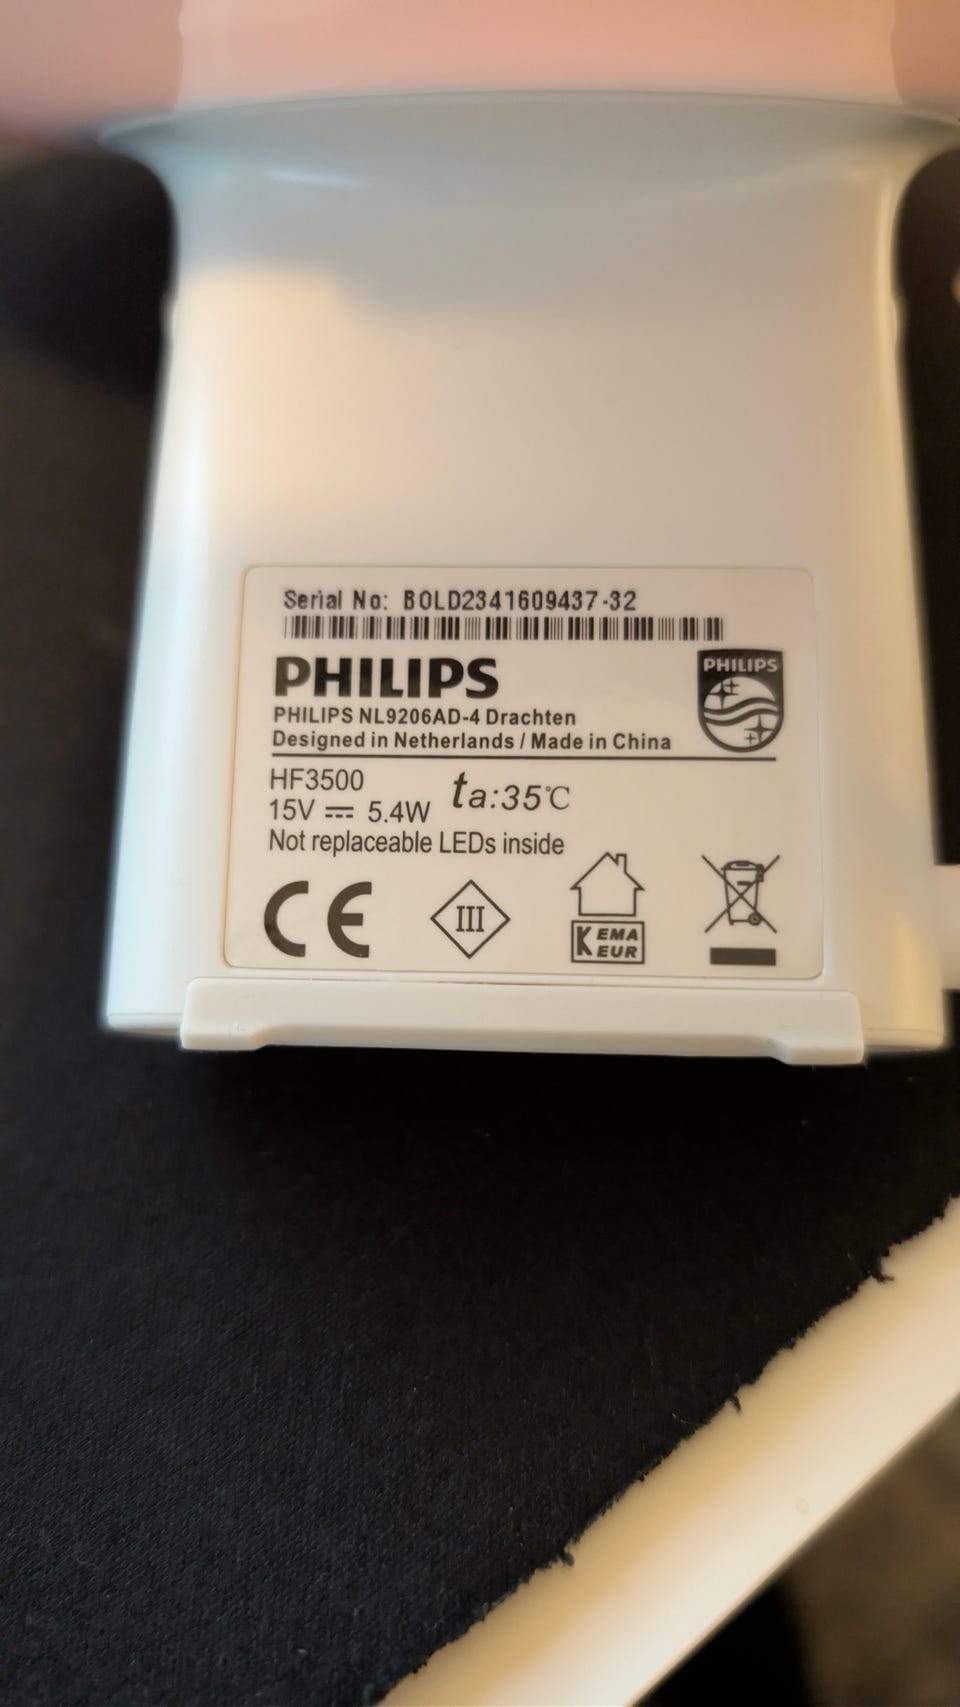 Serial No: BOLD2341609437-32
PHILIPS
PHILIPS
PHILIPS NL9206AD-4 Drachten
Designed in Netherlands / Made in China
HF3500
ta:35℃
15V ⎓ 5.4W
Not replaceable LEDs inside
CE
III
KEMA
EUR